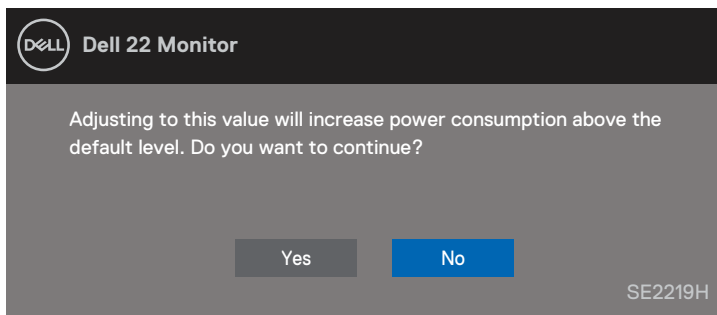 DELL Dell 22 Monitor
Adjusting to this value will increase power consumption above the
default level. Do you want to continue?
Yes No
SE2219H